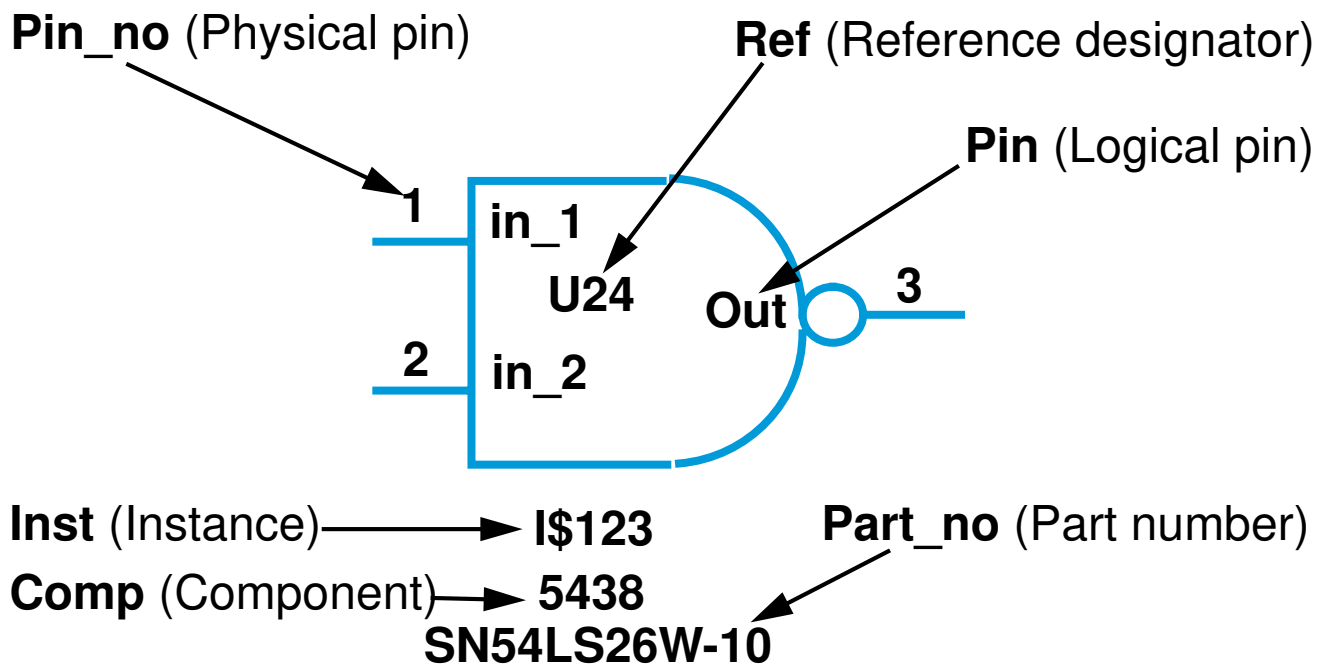 Pin_no (Physical pin)
Ref (Reference designator)
Pin (Logical pin)
1
in_1
U24
Out
3
2
in_2
Inst (Instance)
I$123
Part_no (Part number)
Comp (Component)
5438
SN54LS26W-10